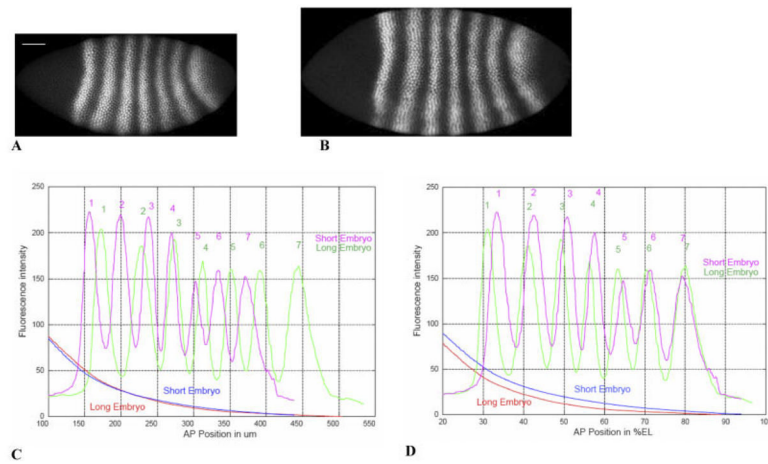 A
B
250
200
150
100
50
0
Fluorescence intensity
1
2
3
4
5
6
7
1
2
3
4
5
6
7
Short Embryo
Long Embryo
Short Embryo
Long Embryo
100 150 200 250 300 350 400 450 500 550
AP Position in um
C
250
200
150
100
50
0
Fluorescence intensity
1
2
3
4
5
6
7
1
2
3
4
5
6
7
Short Embryo
Long Embryo
Short Embryo
Long Embryo
20 30 40 50 60 70 80 90
AP Position in %EL
D